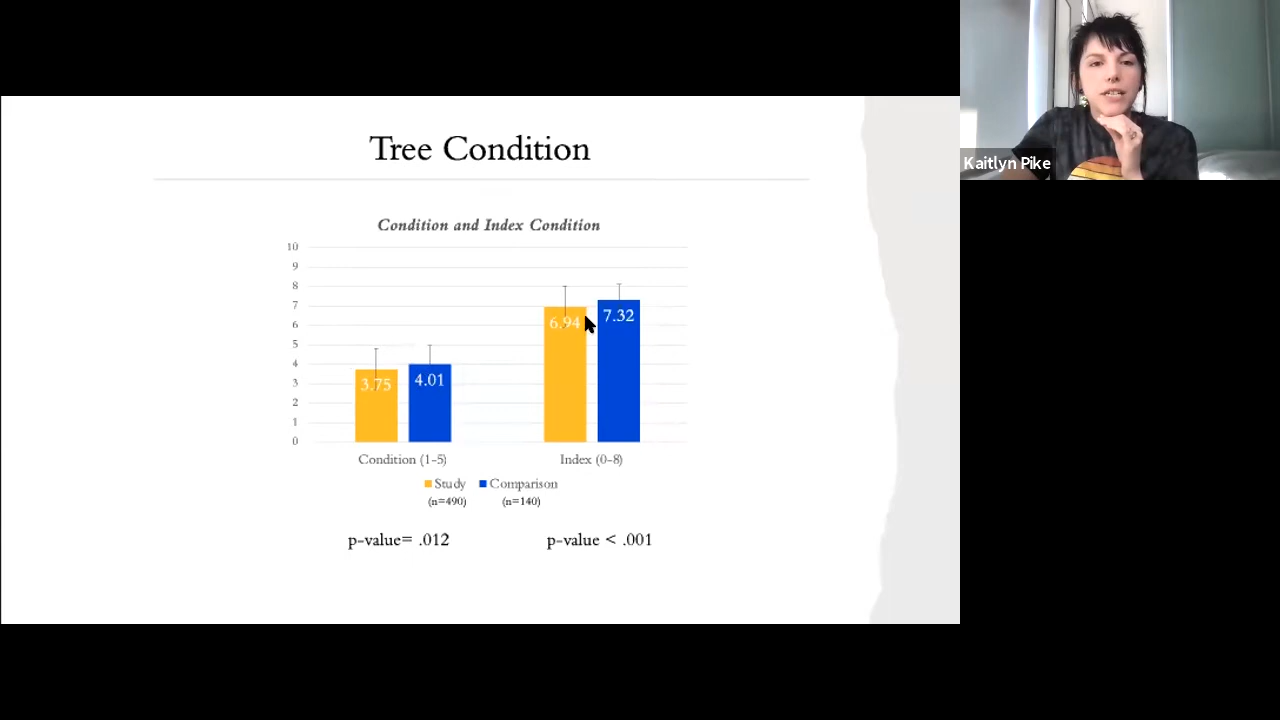 Tree Condition
Condition and Index Condition
10
9
8
7
6
5
4
3
2
1
0
3.75
4.01
6.94
7.32
Condition (1-5)
Index (0-8)
Study
Comparison
(n=490)
(n=140)
p-value= .012
p-value < .001
Kaitlyn Pike